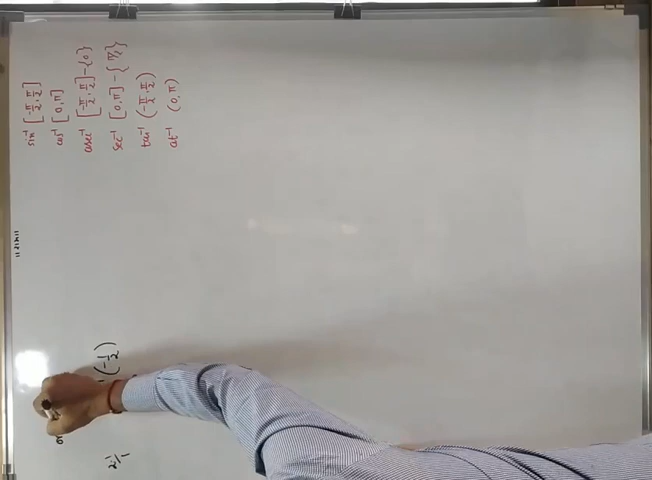 sin⁻¹ [-π/2, π/2]
cos⁻¹ [0, π]
cosec⁻¹ [-π/2, π/2] - {0}
sec⁻¹ [0, π] - {π/2}
tan⁻¹ (-π/2, π/2)
cot⁻¹ (0, π)
(-1/2)